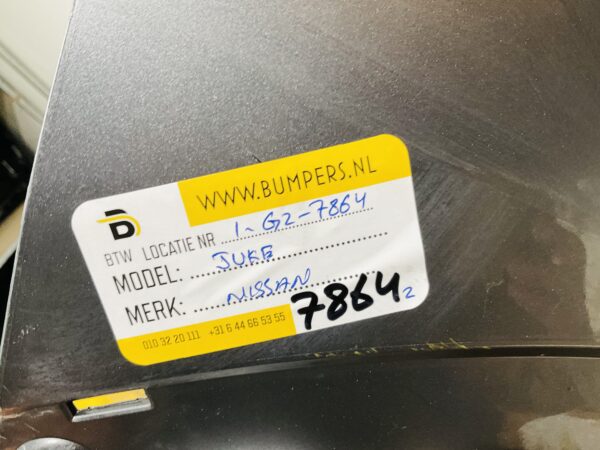 WWW.BUMPERS.NL
BTW LOCATIE NR 1-G2-7864
MODEL: JUKE
MERK: NISSAN
7864 2
010 32 20 111 +31 6 44 66 53 55